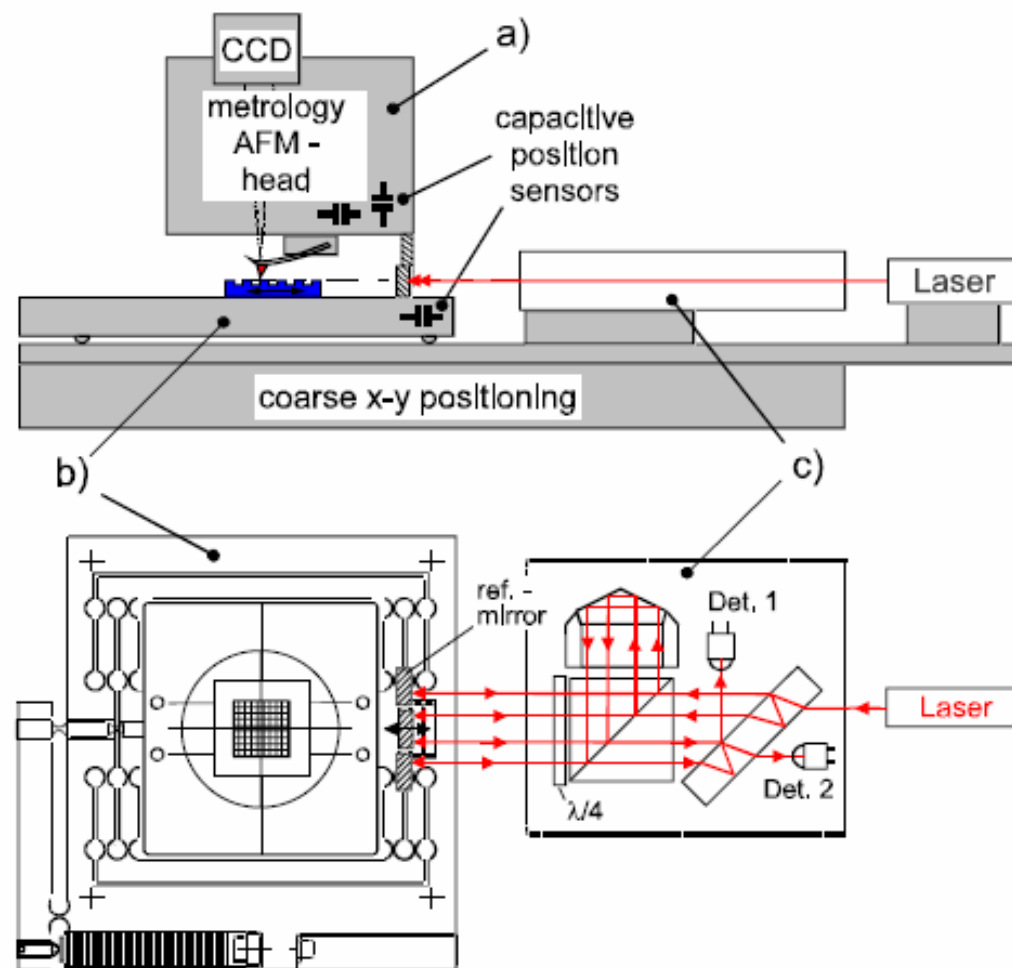 a)
CCD
metrology
AFM -
head
capacitive
position
sensors
Laser
coarse x-y positioning
b)
c)
ref. -
mirror
Det. 1
Laser
Det. 2
λ/4